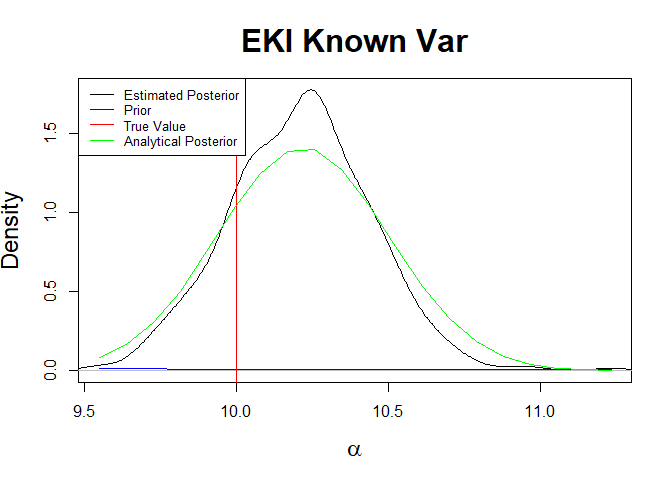 EKI Known Var
Estimated Posterior
Prior
True Value
Analytical Posterior
Density
0.0
0.5
1.0
1.5
9.5
10.0
10.5
11.0
α